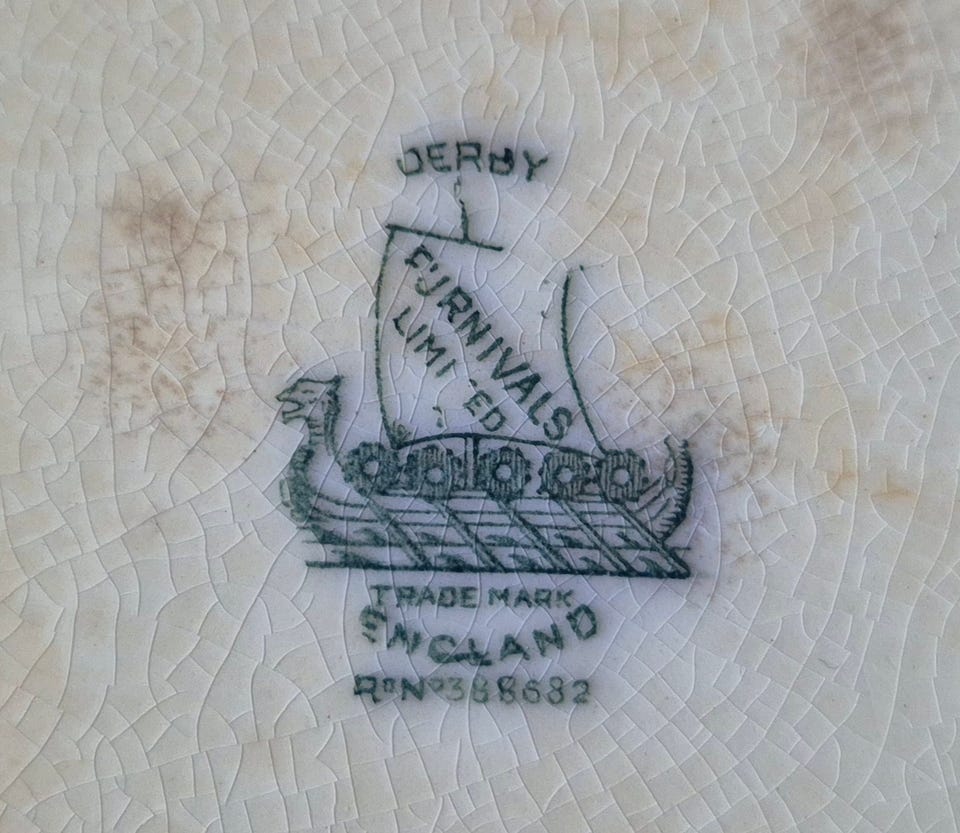 DERBY
FURNIVALS
LIMITED
TRADE MARK
ENGLAND
RᴰNᵒ388682